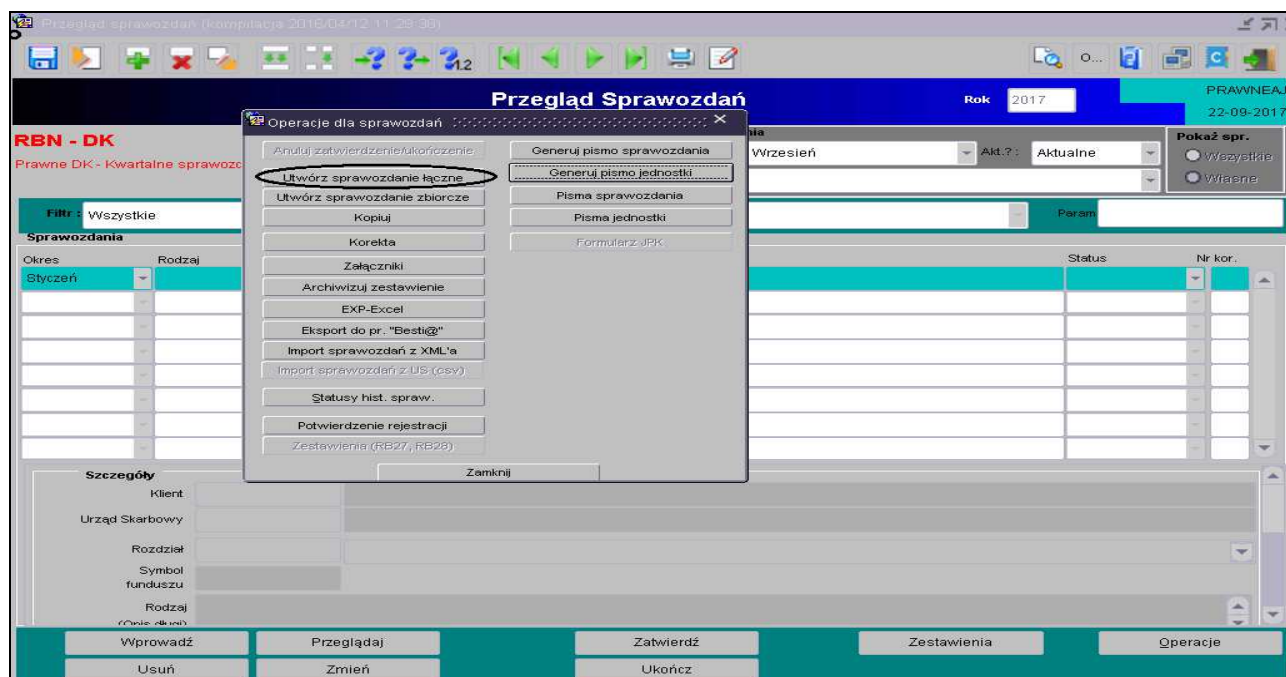 Przegląd sprawozdań (kompilacja 2016/04/12 11:29:36)
12
O...
Przegląd Sprawozdań
Rok 2017
PRAWNEAJ
22-09-2017
RBN - DK
Prawne DK - Kwartalne sprawozd
Operacje dla sprawozdań
Wrzesień
Akt.? : Aktualne
Pokaż spr.
Wszystkie
Własne
Filtr : Wszystkie
Param
Sprawozdania
Okres Rodzaj Status Nr kor.
Styczeń
Anuluj zatwierdzenie/ukończenie
Utwórz sprawozdanie łączne
Utwórz sprawozdanie zbiorcze
Kopiuj
Korekta
Załączniki
Archiwizuj zestawienie
EXP-Excel
Eksport do pr. "Besti@"
Import sprawozdań z XML'a
Import sprawozdań z US (csv)
Statusy hist. spraw.
Potwierdzenie rejestracji
Zestawienia (RB27, RB28)
Generuj pismo sprawozdania
Generuj pismo jednostki
Pisma sprawozdania
Pisma jednostki
Formularz JPK
Zamknij
Szczegóły
Klient
Urząd Skarbowy
Rozdział
Symbol
funduszu
Rodzaj
(Opis długi)
Wprowadź Przeglądaj Zatwierdź Zestawienia Operacje
Usuń Zmień Ukończ